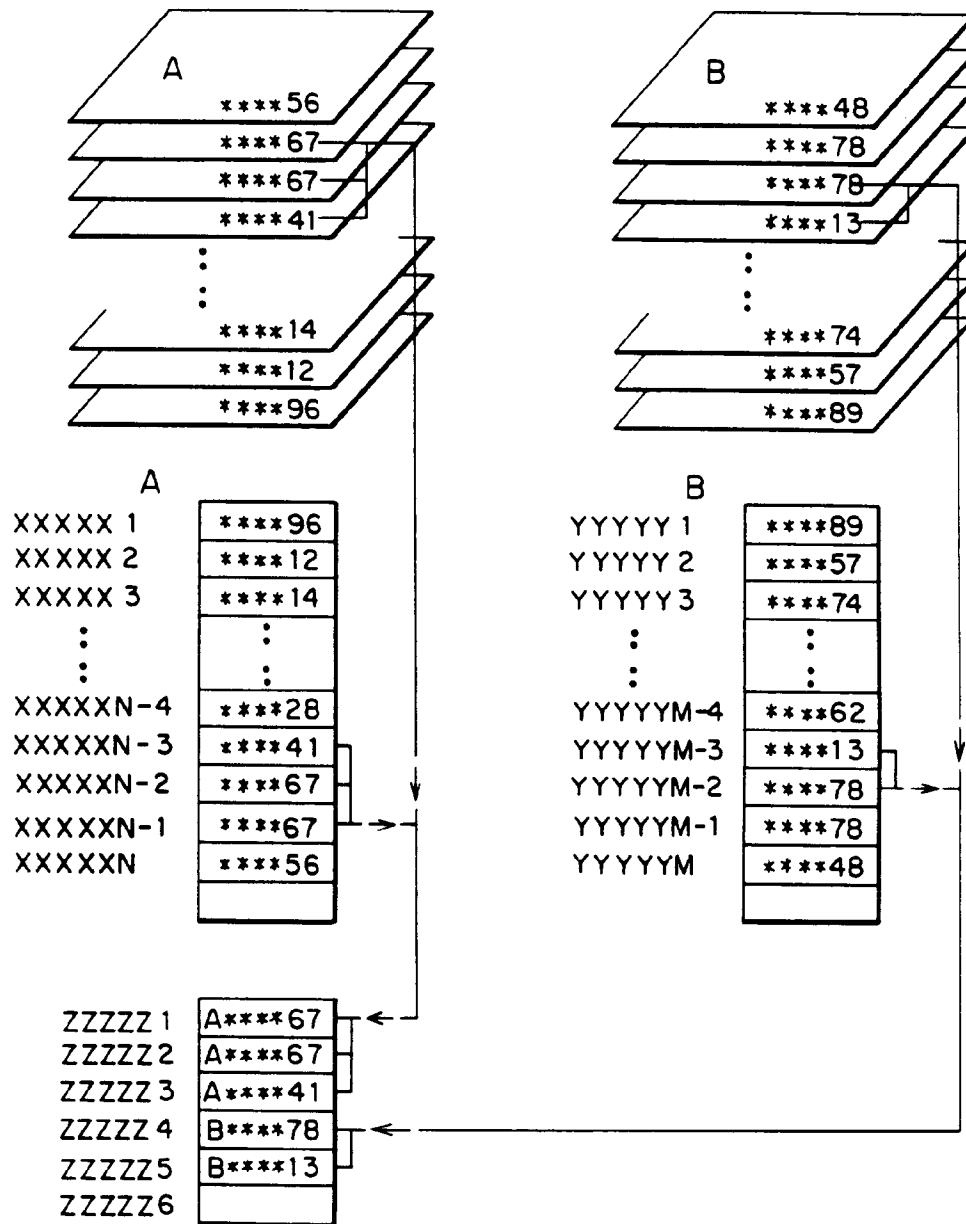 A
****56
****67
****67
****41
****14
****12
****96
B
****48
****78
****78
****13
****74
****57
****89
A
XXXXX 1 ****96
XXXXX 2 ****12
XXXXX 3 ****14
XXXXXN-4 ****28
XXXXXN-3 ****41
XXXXXN-2 ****67
XXXXXN-1 ****67
XXXXXN ****56
B
YYYYY 1 ****89
YYYYY 2 ****57
YYYYY 3 ****74
YYYYYM-4 ****62
YYYYYM-3 ****13
YYYYYM-2 ****78
YYYYYM-1 ****78
YYYYYM ****48
ZZZZZ 1 A****67
ZZZZZ 2 A****67
ZZZZZ 3 A****41
ZZZZZ 4 B****78
ZZZZZ 5 B****13
ZZZZZ6